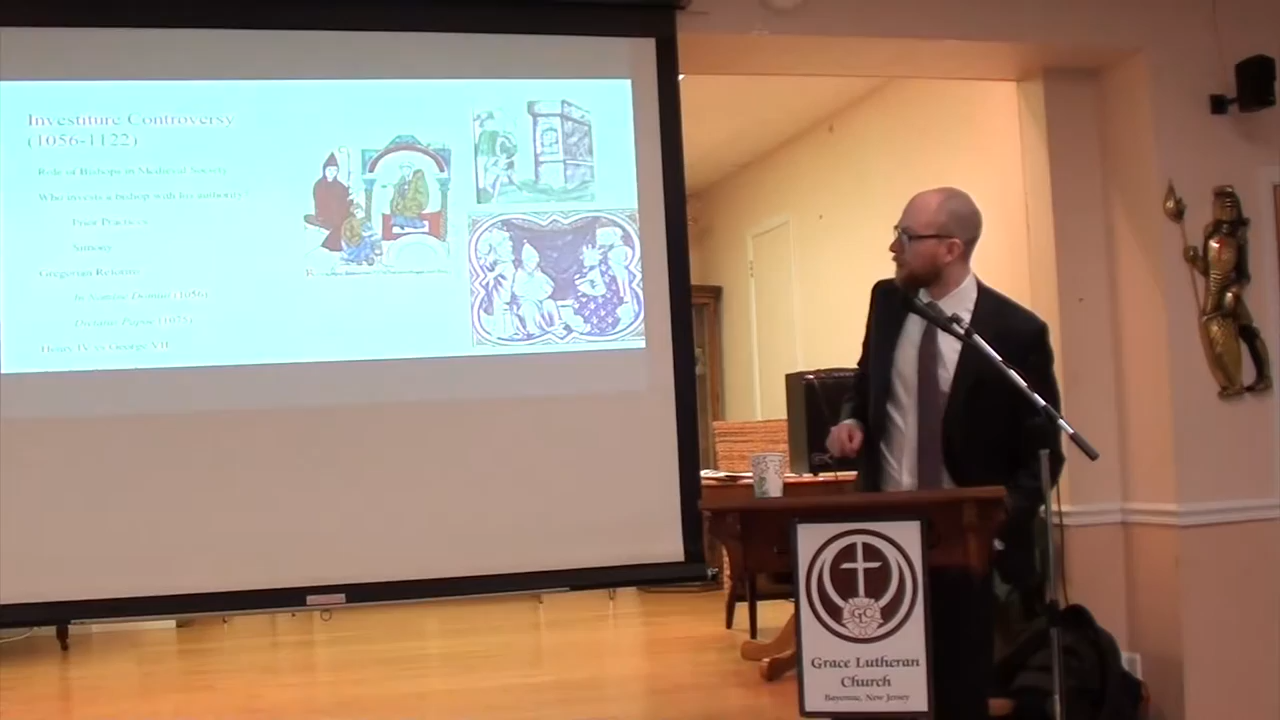 Investiture Controversy
(1056-1122)
Role of Bishops in Medieval Society
Who invests a bishop with his authority?
Prior Practices
Simony
Gregorian Reforms
In Nomine Domini (1056)
Dictatus Papae (1075)
Henry IV vs George VII
GLC
Grace Lutheran
Church
Bayonne, New Jersey